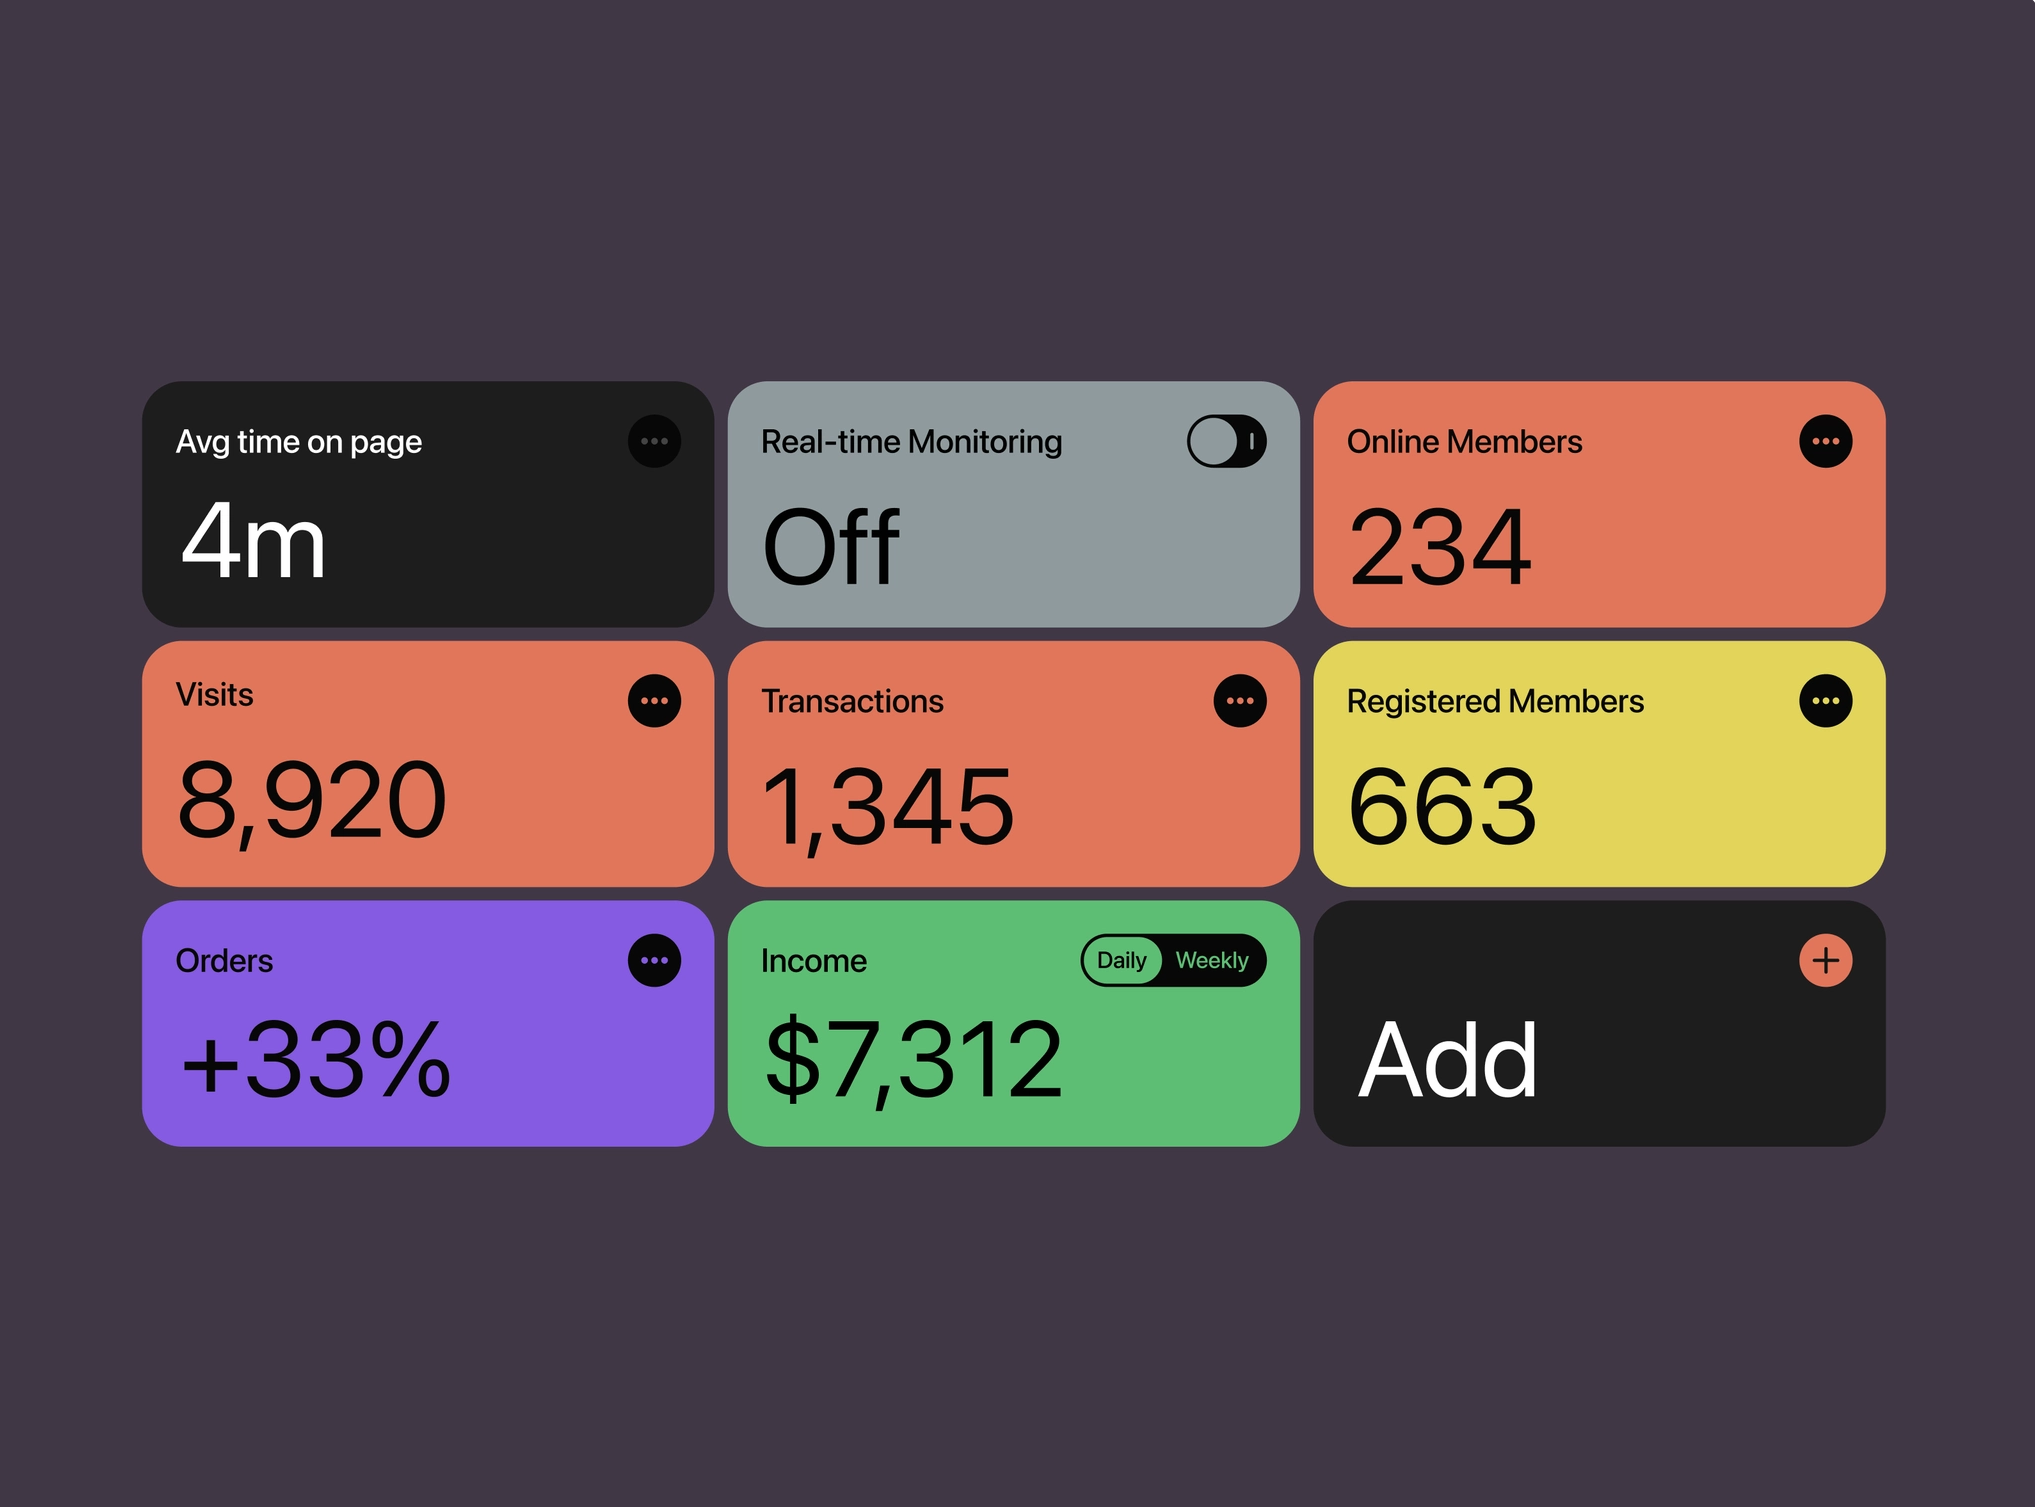 Avg time on page
4m
Real-time Monitoring
Off
Online Members
234
Visits
8,920
Transactions
1,345
Registered Members
663
Orders
+33%
Income
Daily Weekly
$7,312
Add